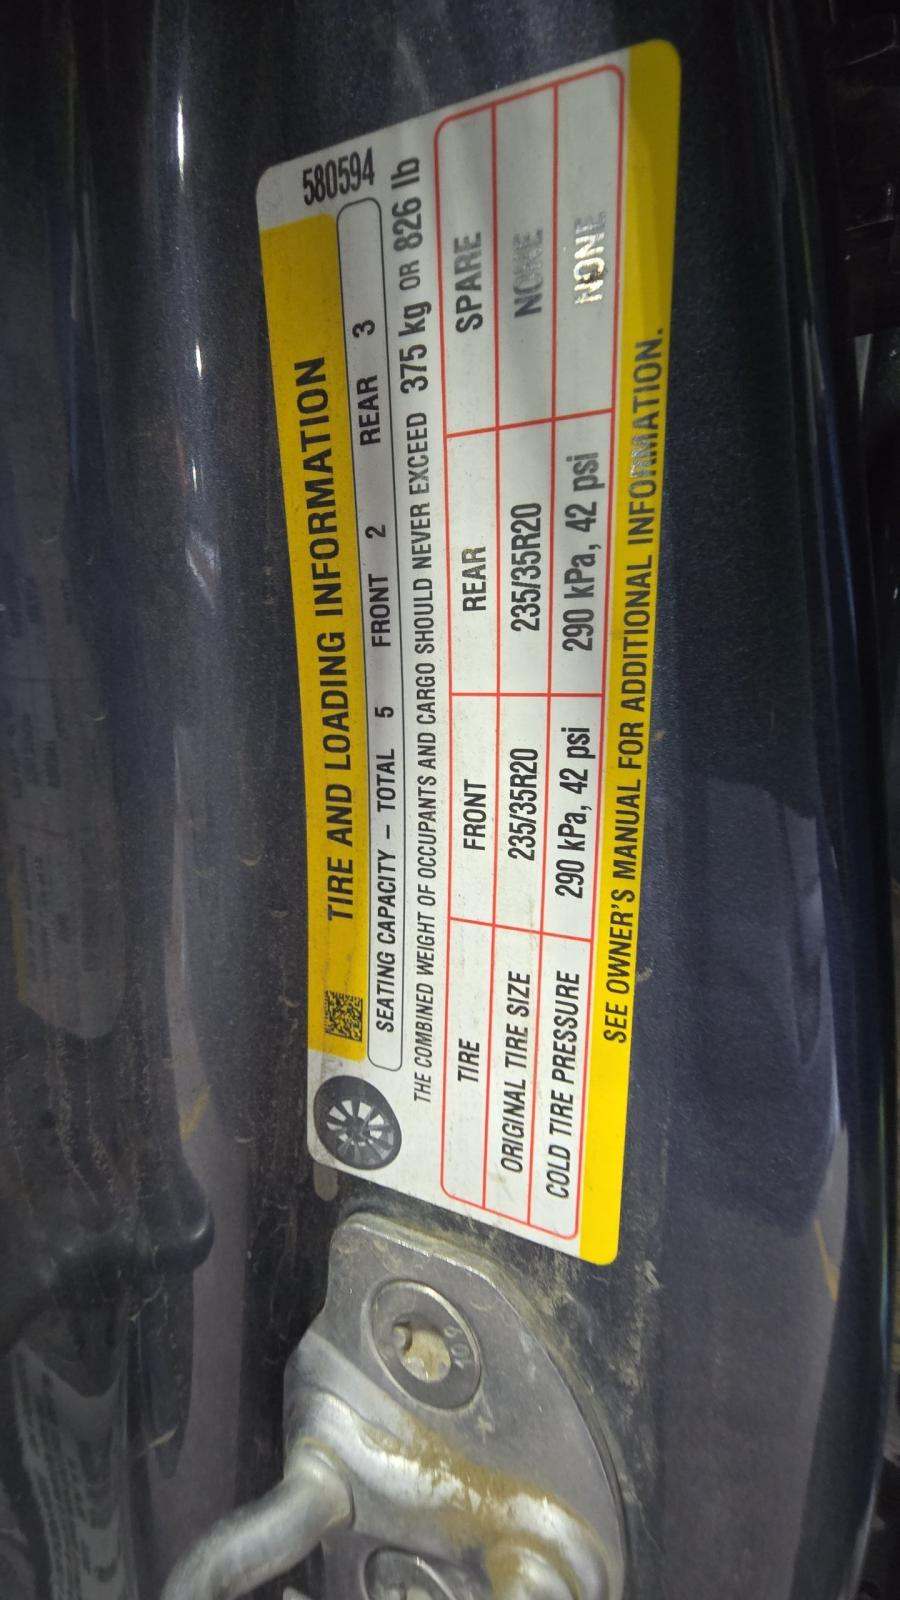 580594
TIRE AND LOADING INFORMATION
SEATING CAPACITY – TOTAL 5 FRONT 2 REAR 3
THE COMBINED WEIGHT OF OCCUPANTS AND CARGO SHOULD NEVER EXCEED 375 kg OR 826 lb
TIRE FRONT REAR SPARE
ORIGINAL TIRE SIZE 235/35R20 235/35R20 NONE
COLD TIRE PRESSURE 290 kPa, 42 psi 290 kPa, 42 psi NONE
SEE OWNER'S MANUAL FOR ADDITIONAL INFORMATION.